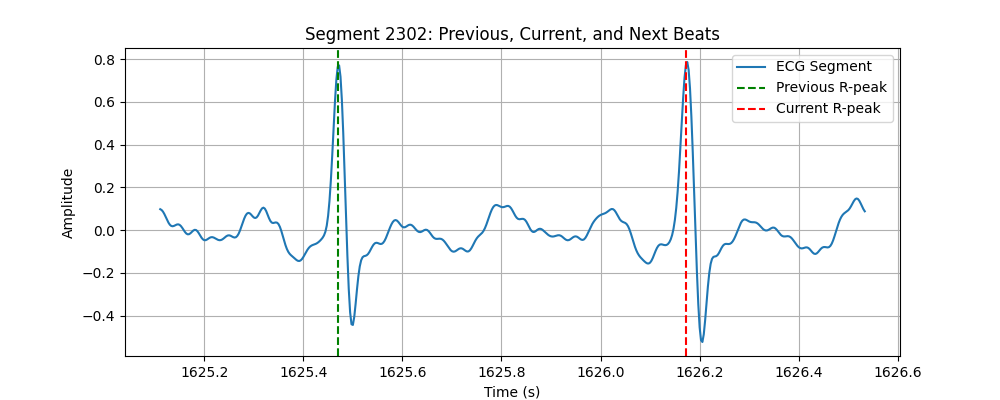 Segment 2302: Previous, Current, and Next Beats
ECG Segment
Previous R-peak
Current R-peak
0.8
0.6
0.4
0.2
0.0
−0.2
−0.4
Amplitude
1625.2 1625.4 1625.6 1625.8 1626.0 1626.2 1626.4 1626.6
Time (s)